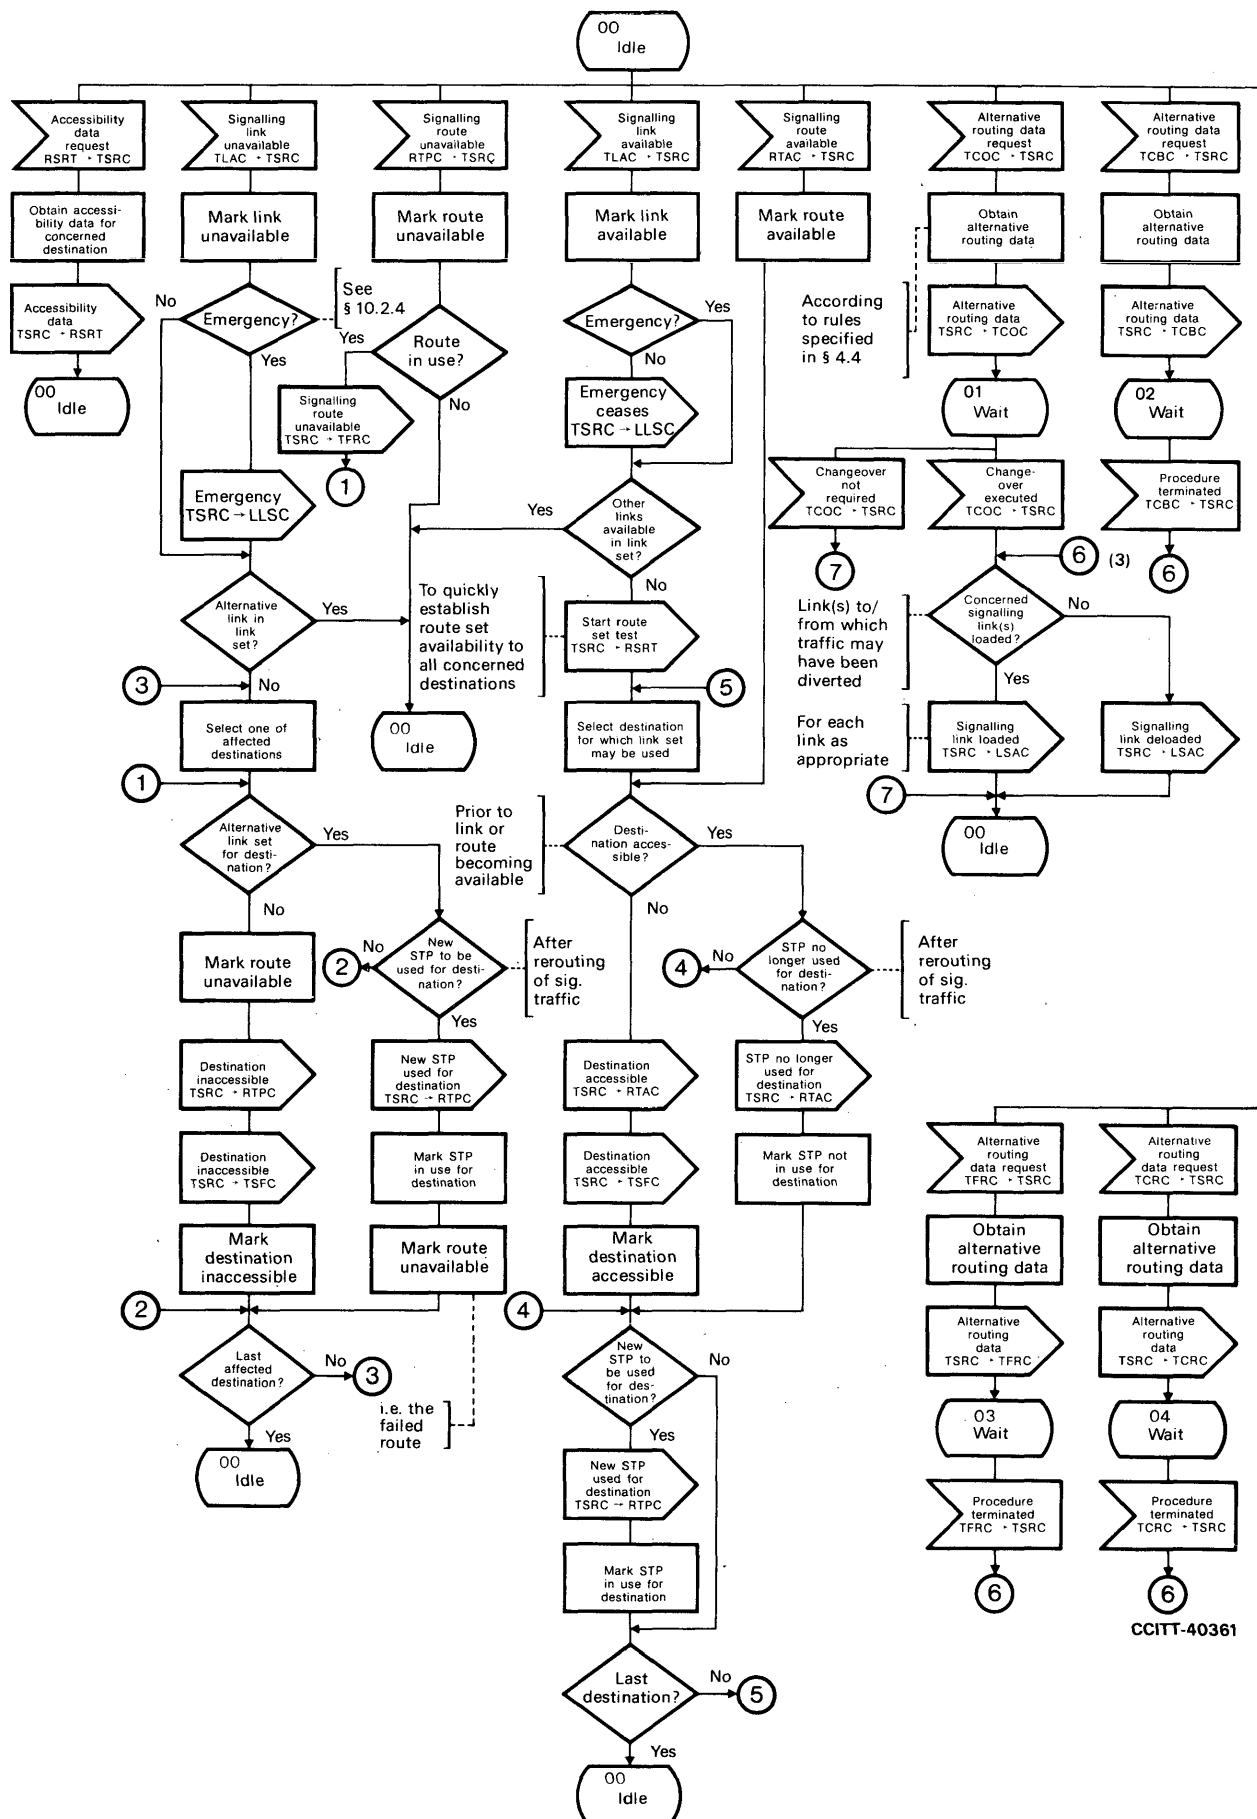 00
Idle
Accessibility
data
request
RSRT → TSRC
Signalling
link
unavailable
TLAC → TSRC
Signalling
route
unavailable
RTPC → TSRC
Signalling
link
available
TLAC → TSRC
Signalling
route
available
RTAC → TSRC
Alternative
routing data
request
TCOC → TSRC
Alternative
routing data
request
TCBC → TSRC
Obtain accessi-
bility data for
concerned
destination
Mark link
unavailable
Mark route
unavailable
Mark link
available
Mark route
available
Obtain
alternative
routing data
Obtain
alternative
routing data
Accessibility
data
TSRC → RSRT
00
Idle
No
Emergency?
Yes
See
§ 10.2.4
Yes
Route
in use?
No
Signalling
route
unavailable
TSRC → TFRC
1
Emergency
TSRC → LLSC
Emergency?
Yes
No
Emergency
ceases
TSRC → LLSC
Yes
Other
links
available
in link
set?
No
According
to rules
specified
in § 4.4
Alternative
routing data
TSRC → TCOC
Alternative
routing data
TSRC → TCBC
01
Wait
02
Wait
Changeover
not
required
TCOC → TSRC
Change-
over
executed
TCOC → TSRC
Procedure
terminated
TCBC → TSRC
7
6
(3)
6
Alternative
link in
link
set?
Yes
No
3
To quickly
establish
route set
availability to
all concerned
destinations
Start route
set test
TSRC → RSRT
5
Link(s) to/
from which
traffic may
have been
diverted
Concerned
signalling
link(s)
loaded?
No
Yes
Select one of
affected
destinations
00
Idle
Select destination
for which link set
may be used
For each
link as
appropriate
Signalling
link loaded
TSRC → LSAC
Signalling
link deloaded
TSRC → LSAC
1
7
00
Idle
Alternative
link set
for desti-
nation?
Yes
No
Prior to
link or
route
becoming
available
Desti-
nation acces-
sible?
Yes
No
Mark route
unavailable
2
No
New
STP to be
used for desti-
nation?
Yes
After
rerouting
of sig.
traffic
4
No
STP no
longer used
for desti-
nation?
Yes
After
rerouting
of sig.
traffic
Destination
inaccessible
TSRC → RTPC
New STP
used for
destination
TSRC → RTPC
Destination
accessible
TSRC → RTAC
STP no longer
used for
destination
TSRC → RTAC
Destination
inaccessible
TSRC → TSFC
Mark STP
in use for
destination
Destination
accessible
TSRC → TSFC
Mark STP not
in use for
destination
Mark
destination
inaccessible
Mark route
unavailable
Mark
destination
accessible
2
4
Last
affected
destination?
No
3
Yes
00
Idle
i.e. the
failed
route
New
STP to
be used
for des-
tination?
No
Yes
New STP
used for
destination
TSRC → RTPC
Mark STP
in use for
destination
Last
destination?
No
5
Yes
00
Idle
Alternative
routing
data request
TFRC → TSRC
Alternative
routing
data request
TCRC → TSRC
Obtain
alternative
routing data
Obtain
alternative
routing data
Alternative
routing
data
TSRC → TFRC
Alternative
routing
data
TSRC → TCRC
03
Wait
04
Wait
Procedure
terminated
TFRC → TSRC
Procedure
terminated
TCRC → TSRC
6
6
CCITT-40361